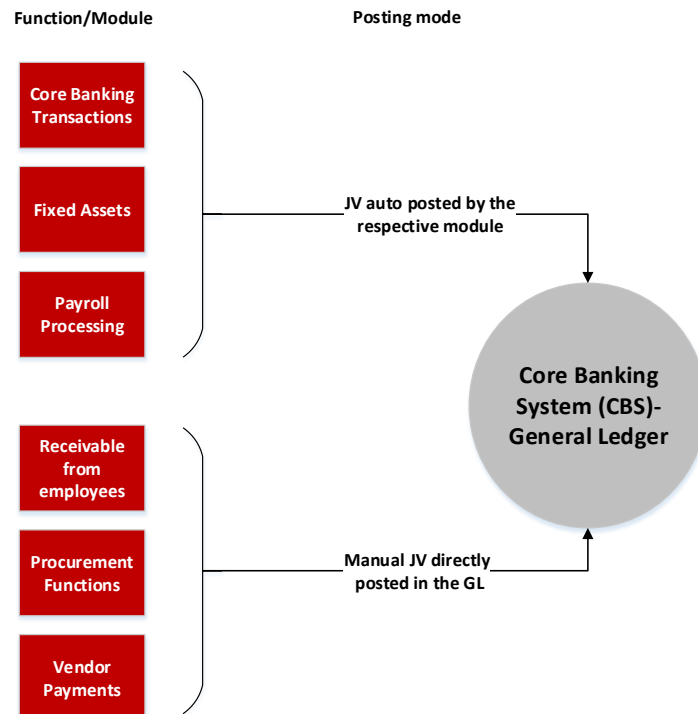 Function/Module
Posting mode
Core Banking
Transactions
Fixed Assets
Payroll
Processing
JV auto posted by the
respective module
Core Banking
System (CBS)-
General Ledger
Receivable
from
employees
Procurement
Functions
Vendor
Payments
Manual JV directly
posted in the GL